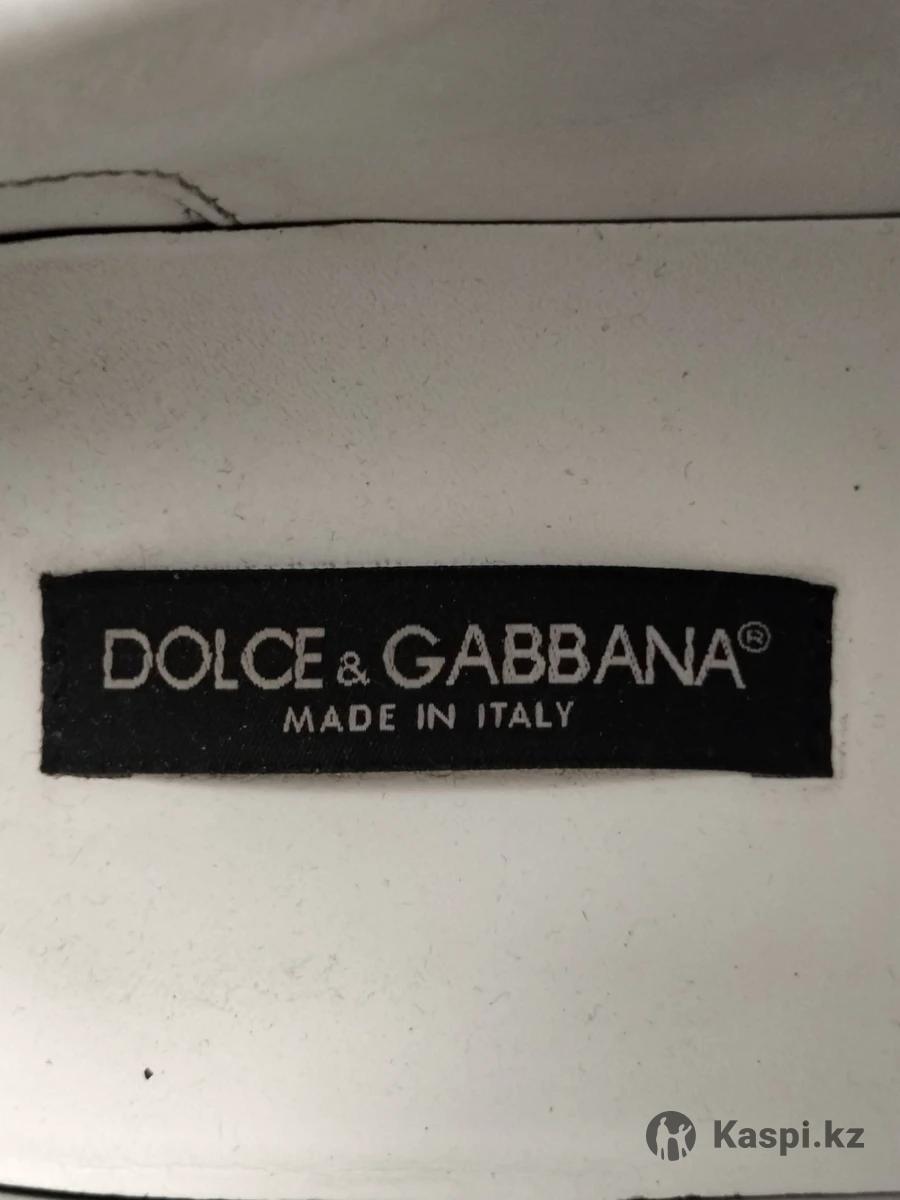 DOLCE & GABBANA®
MADE IN ITALY
Kaspi.kz